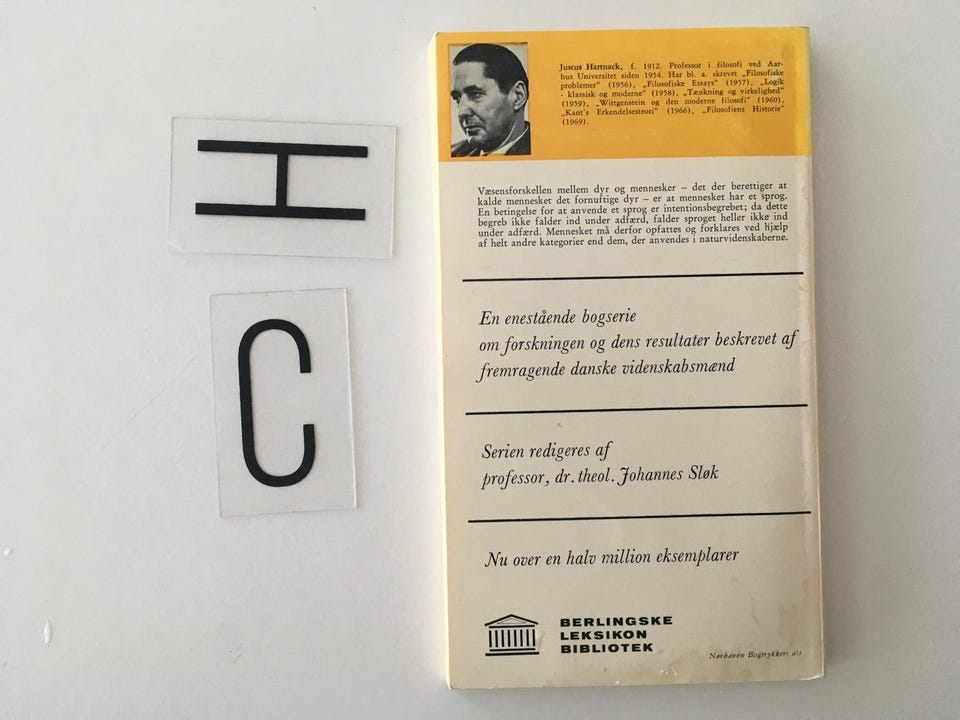 H
C
Justus Hartnack, f. 1912. Professor i filosofi ved Aar-
hus Universitet siden 1954. Har bl. a. skrevet „Filosofiske
problemer" (1956), „Filosofiske Essays" (1957), „Logik
- klassisk og moderne" (1958), „Tænkning og virkelighed"
(1959), „Wittgenstein og den moderne filosofi" (1960),
„Kant's Erkendelsesteori" (1966), „Filosofiens Historie"
(1969).
Væsensforskellen mellem dyr og mennesker – det der berettiger at
kalde mennesket det fornuftige dyr – er at mennesket har et sprog.
En betingelse for at anvende et sprog er intentionsbegrebet; da dette
begreb ikke falder ind under adfærd, falder sproget heller ikke ind
under adfærd. Mennesket må derfor opfattes og forklares ved hjælp
af helt andre kategorier end dem, der anvendes i naturvidenskaberne.
En enestående bogserie
om forskningen og dens resultater beskrevet af
fremragende danske videnskabsmænd
Serien redigeres af
professor, dr. theol. Johannes Sløk
Nu over en halv million eksemplarer
BERLINGSKE
LEKSIKON
BIBLIOTEK
Nørhaven Bogtrykkeri a/s